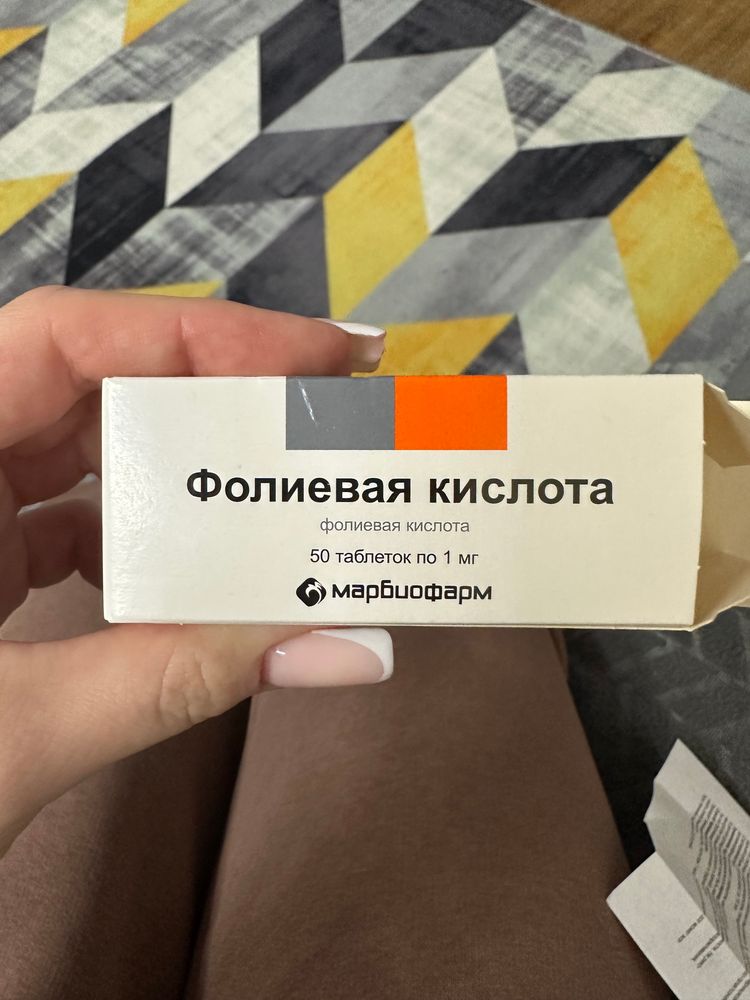 Фолиевая кислота
фолиевая кислота
50 таблеток по 1 мг
марбиофарм